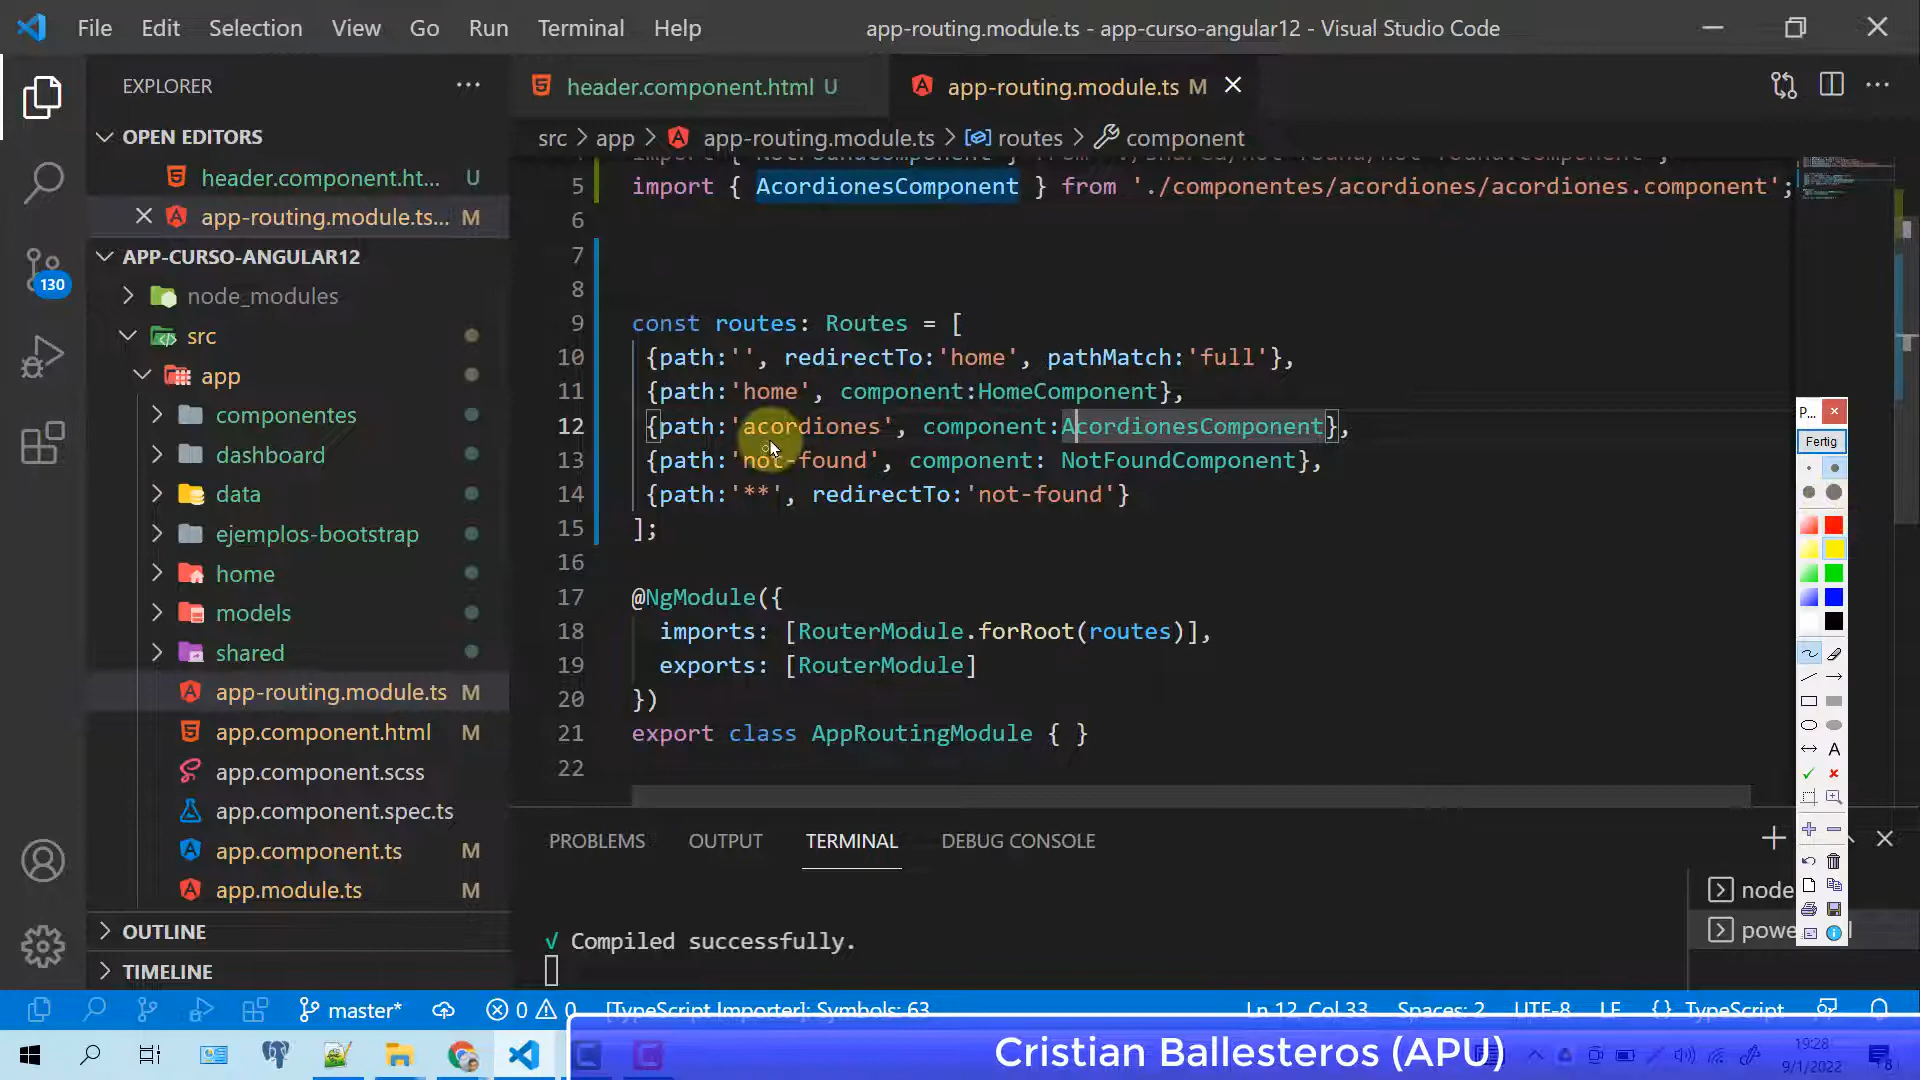 File Edit Selection View Go Run Terminal Help
app-routing.module.ts - app-curso-angular12 - Visual Studio Code
EXPLORER
header.component.html U
app-routing.module.ts M
OPEN EDITORS
header.component.ht... U
app-routing.module.ts... M
APP-CURSO-ANGULAR12
node_modules
src
app
componentes
dashboard
data
ejemplos-bootstrap
home
models
shared
app-routing.module.ts M
app.component.html M
app.component.scss
app.component.spec.ts
app.component.ts M
app.module.ts M
OUTLINE
TIMELINE
130
src > app > app-routing.module.ts > routes > component
5 import { AcordionesComponent } from './componentes/acordiones/acordiones.component';
6
7
8
9 const routes: Routes = [
10 {path:'', redirectTo:'home', pathMatch:'full'},
11 {path:'home', component:HomeComponent},
12 {path:'acordiones', component:AcordionesComponent},
13 {path:'not-found', component: NotFoundComponent},
14 {path:'**', redirectTo:'not-found'}
15 ];
16
17 @NgModule({
18 imports: [RouterModule.forRoot(routes)],
19 exports: [RouterModule]
20 })
21 export class AppRoutingModule { }
22
P...
Fertig
A
PROBLEMS OUTPUT TERMINAL DEBUG CONSOLE
√ Compiled successfully.
node
powe
master* 0 0 [TypeScript Importer]: Symbols: 63
Ln 12, Col 33 Spaces: 2 UTF-8 LF {} TypeScript
Cristian Ballesteros (APU)
19:28
9/1/2022